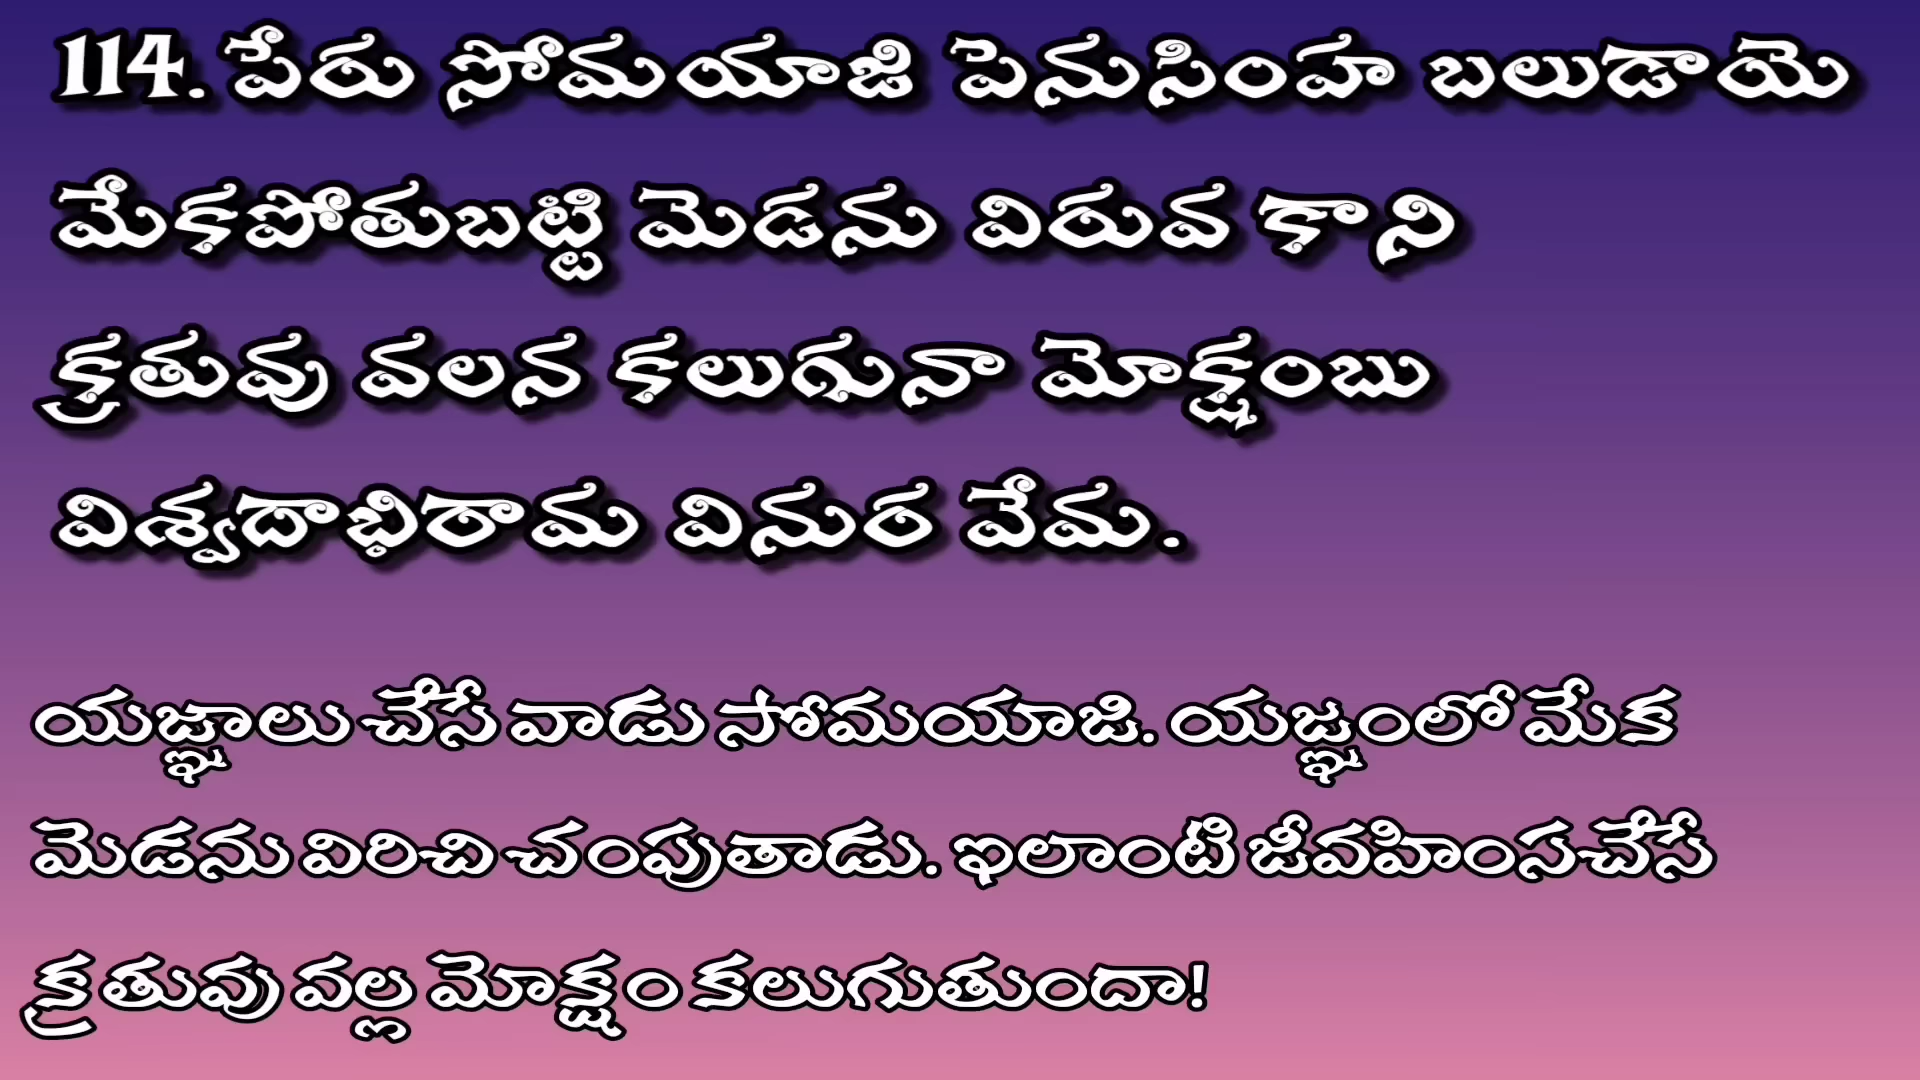 114. పేరు సోమయాజి పెనుసింహ బలుడాయె
మేకపోతుబట్టి మెడను విరువ కాని
క్రతువు వలన కలుగునా మోక్షంబు
విశ్వదాభిరామ వినుర వేమ.
యజ్ఞాలు చేసే వాడు సోమయాజి. యజ్ఞంలో మేక
మెడను విరిచి చంపుతాడు. ఇలాంటి జీవహింసచేసే
క్రతువు వల్ల మోక్షం కలుగుతుందా!